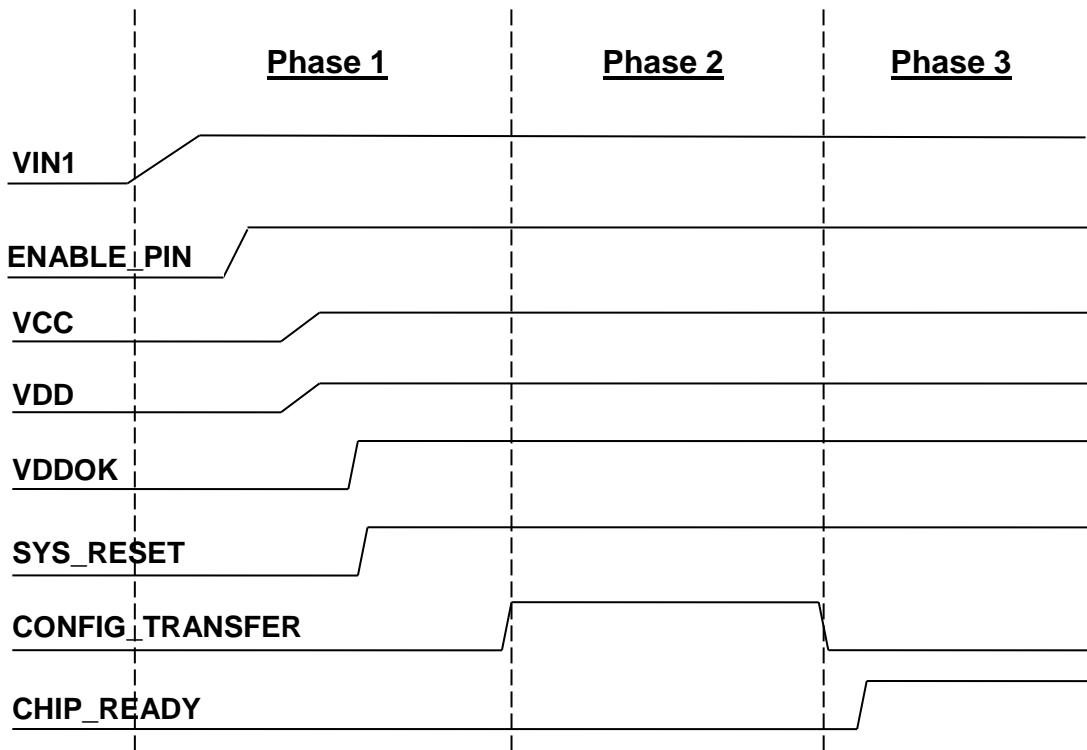 Phase 1 Phase 2 Phase 3
VIN1
ENABLE_PIN
VCC
VDD
VDDOK
SYS_RESET
CONFIG_TRANSFER
CHIP_READY